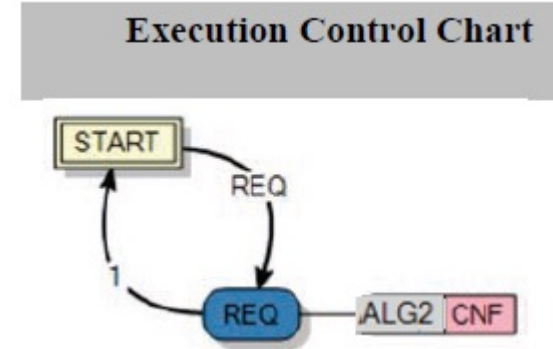 Execution Control Chart
START
REQ
1
REQ
ALG2 CNF